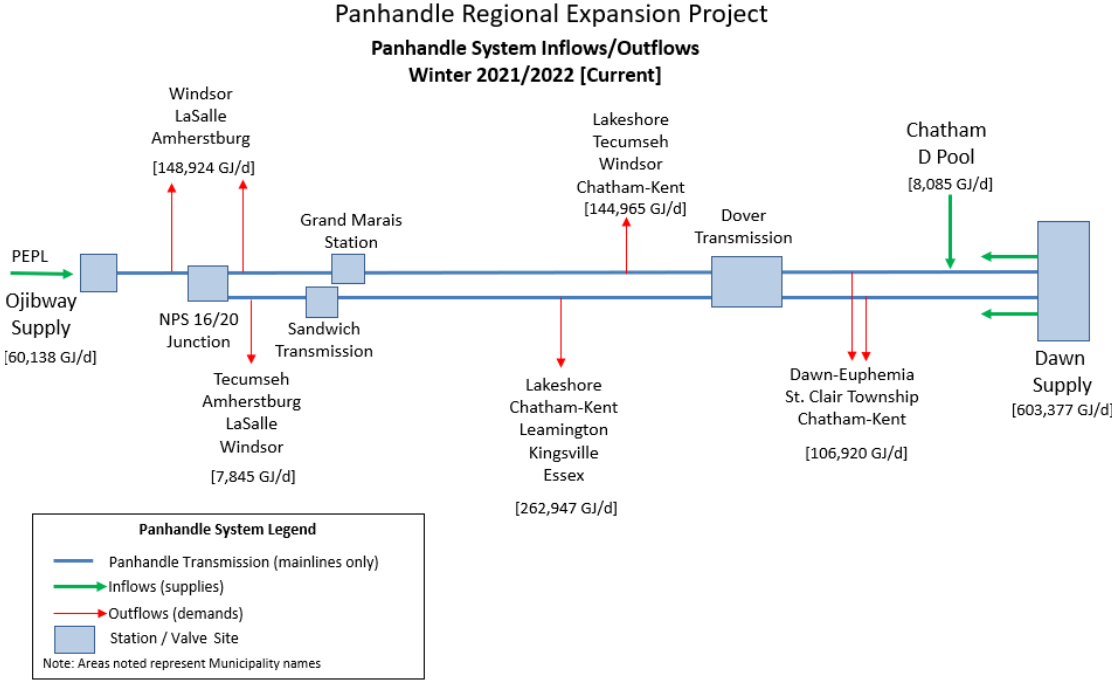 Panhandle Regional Expansion Project
Panhandle System Inflows/Outflows
Winter 2021/2022 [Current]
Windsor
LaSalle
Amherstburg
[148,924 GJ/d]
Lakeshore
Tecumseh
Windsor
Chatham-Kent
[144,965 GJ/d]
Chatham
D Pool
[8,085 GJ/d]
Grand Marais
Station
Dover
Transmission
PEPL
Ojibway
Supply
[60,138 GJ/d]
NPS 16/20
Junction
Sandwich
Transmission
Tecumseh
Amherstburg
LaSalle
Windsor
[7,845 GJ/d]
Lakeshore
Chatham-Kent
Leamington
Kingsville
Essex
[262,947 GJ/d]
Dawn-Euphemia
St. Clair Township
Chatham-Kent
[106,920 GJ/d]
Dawn
Supply
[603,377 GJ/d]
Panhandle System Legend
Panhandle Transmission (mainlines only)
Inflows (supplies)
Outflows (demands)
Station / Valve Site
Note: Areas noted represent Municipality names